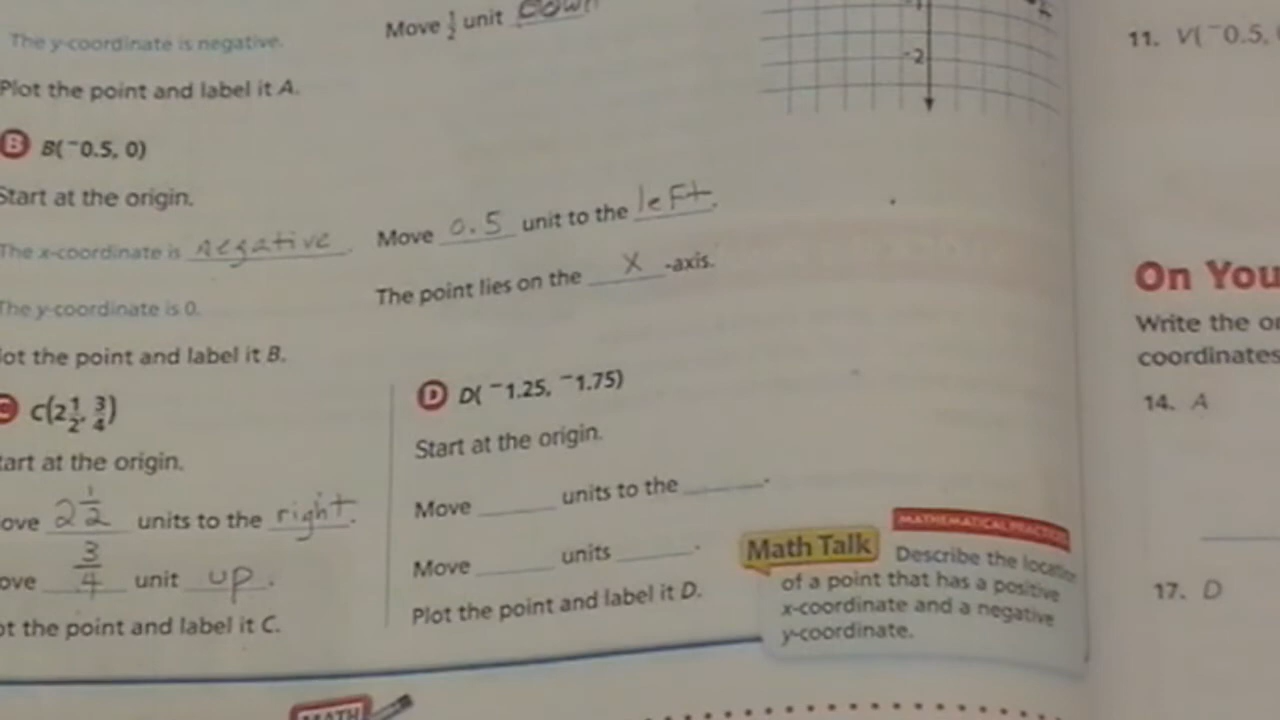 The y-coordinate is negative.
Move 1/2 unit down
Plot the point and label it A.
B B(⁻0.5, 0)
Start at the origin.
The x-coordinate is negative.
Move 0.5 unit to the left.
The y-coordinate is 0.
The point lies on the x-axis.
lot the point and label it B.
C C(2 1/2, 3/4)
tart at the origin.
ove 2 1/2 units to the right.
ove 3/4 unit up.
ot the point and label it C.
D D(⁻1.25, ⁻1.75)
Start at the origin.
Move ____ units to the ____.
Move ____ units ____.
Plot the point and label it D.
-2
Math Talk
MATHEMATICAL PRACTICES
Describe the location
of a point that has a positive
x-coordinate and a negative
y-coordinate.
MATH
11. V(⁻0.5,
On You
Write the or
coordinates
14. A
17. D